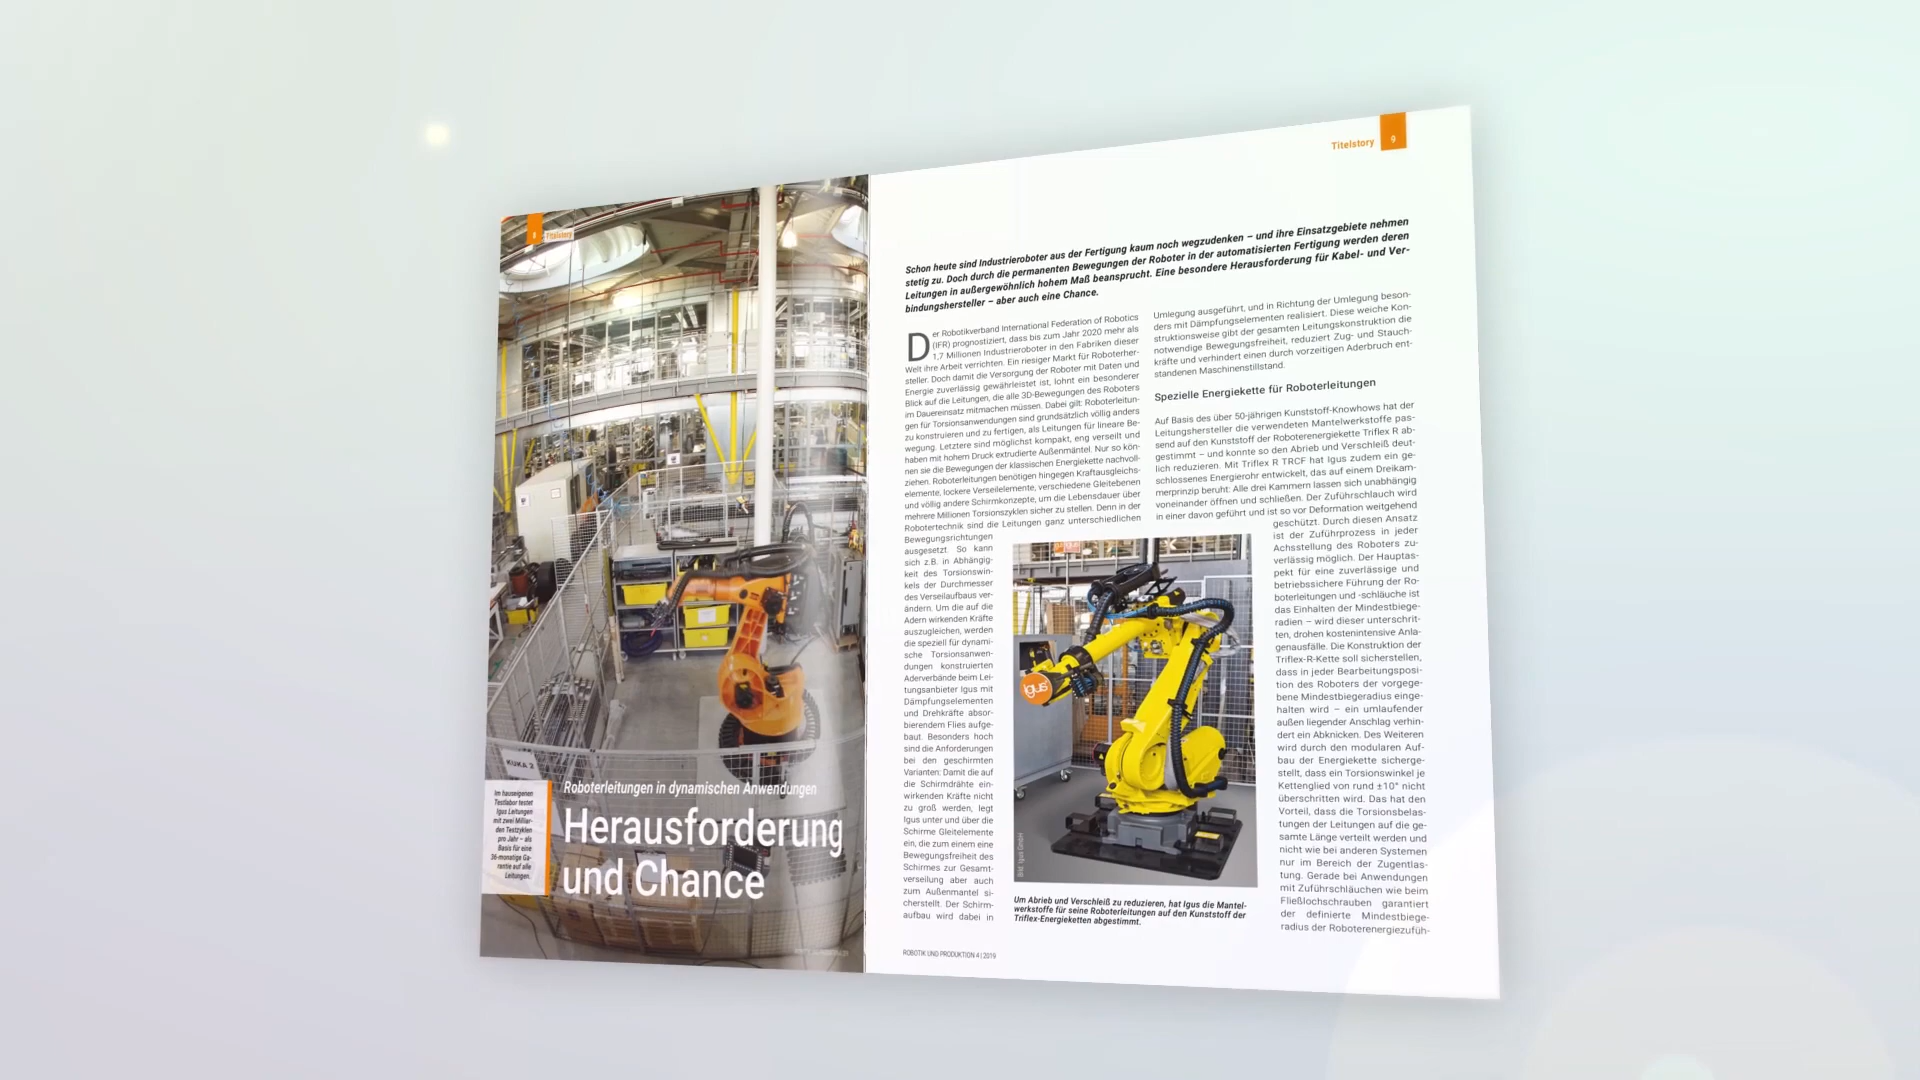 8
Titelstory
KUKA 2
Im hauseigenen
Testlabor testet
Igus Leitungen
mit zwei Milliar-
den Testzyklen
pro Jahr – als
Basis für eine
36-monatige Ga-
rantie auf alle
Leitungen.
Roboterleitungen in dynamischen Anwendungen
Herausforderung
und Chance
Titelstory
9
Schon heute sind Industrieroboter aus der Fertigung kaum noch wegzudenken – und ihre Einsatzgebiete nehmen
stetig zu. Doch durch die permanenten Bewegungen der Roboter in der automatisierten Fertigung werden deren
Leitungen in außergewöhnlich hohem Maß beansprucht. Eine besondere Herausforderung für Kabel- und Ver-
bindungshersteller – aber auch eine Chance.
Der Robotikverband International Federation of Robotics
(IFR) prognostiziert, dass bis zum Jahr 2020 mehr als
1,7 Millionen Industrieroboter in den Fabriken dieser
Welt ihre Arbeit verrichten. Ein riesiger Markt für Roboterher-
steller. Doch damit die Versorgung der Roboter mit Daten und
Energie zuverlässig gewährleistet ist, lohnt ein besonderer
Blick auf die Leitungen, die alle 3D-Bewegungen des Roboters
im Dauereinsatz mitmachen müssen. Dabei gilt: Roboterleitun-
gen für Torsionsanwendungen sind grundsätzlich völlig anders
zu konstruieren und zu fertigen, als Leitungen für lineare Be-
wegung. Letztere sind möglichst kompakt, eng verseilt und
haben mit hohem Druck extrudierte Außenmäntel. Nur so kön-
nen sie die Bewegungen der klassischen Energiekette nachvoll-
ziehen. Roboterleitungen benötigen hingegen Kraftausgleichs-
elemente, lockere Verseilelemente, verschiedene Gleitebenen
und völlig andere Schirmkonzepte, um die Lebensdauer über
mehrere Millionen Torsionszyklen sicher zu stellen. Denn in der
Robotertechnik sind die Leitungen ganz unterschiedlichen
Bewegungsrichtungen
ausgesetzt. So kann
sich z.B. in Abhängig-
keit des Torsionswin-
kels der Durchmesser
des Verseilaufbaus ver-
ändern. Um die auf die
Adern wirkenden Kräfte
auszugleichen, werden
die speziell für dynami-
sche Torsionsanwen-
dungen konstruierten
Aderverbände beim Lei-
tungsanbieter Igus mit
Dämpfungselementen
und Drehkräfte absor-
bierendem Flies aufge-
baut. Besonders hoch
sind die Anforderungen
bei den geschirmten
Varianten: Damit die auf
die Schirmdrähte ein-
wirkenden Kräfte nicht
zu groß werden, legt
Igus unter und über die
Schirme Gleitelemente
ein, die zum einem eine
Bewegungsfreiheit des
Schirmes zur Gesamt-
verseilung aber auch
zum Außenmantel si-
cherstellt. Der Schirm-
aufbau wird dabei in
Umlegung ausgeführt, und in Richtung der Umlegung beson-
ders mit Dämpfungselementen realisiert. Diese weiche Kon-
struktionsweise gibt der gesamten Leitungskonstruktion die
notwendige Bewegungsfreiheit, reduziert Zug- und Stauch-
kräfte und verhindert einen durch vorzeitigen Aderbruch ent-
standenen Maschinenstillstand.
Spezielle Energiekette für Roboterleitungen
Auf Basis des über 50-jährigen Kunststoff-Knowhows hat der
Leitungshersteller die verwendeten Mantelwerkstoffe pas-
send auf den Kunststoff der Roboterenergiekette Triflex R ab-
gestimmt – und konnte so den Abrieb und Verschleiß deut-
lich reduzieren. Mit Triflex R TRCF hat Igus zudem ein ge-
schlossenes Energierohr entwickelt, das auf einem Dreikam-
merprinzip beruht: Alle drei Kammern lassen sich unabhängig
voneinander öffnen und schließen. Der Zuführschlauch wird
in einer davon geführt und ist so vor Deformation weitgehend
geschützt. Durch diesen Ansatz
ist der Zuführprozess in jeder
Achsstellung des Roboters zu-
verlässig möglich. Der Hauptas-
pekt für eine zuverlässige und
betriebssichere Führung der Ro-
boterleitungen und -schläuche ist
das Einhalten der Mindestbiege-
radien – wird dieser unterschrit-
ten, drohen kostenintensive Anla-
genausfälle. Die Konstruktion der
Triflex-R-Kette soll sicherstellen,
dass in jeder Bearbeitungsposi-
tion des Roboters der vorgege-
bene Mindestbiegeradius einge-
halten wird – ein umlaufender
außen liegender Anschlag verhin-
dert ein Abknicken. Des Weiteren
wird durch den modularen Auf-
bau der Energiekette sicherge-
stellt, dass ein Torsionswinkel je
Kettenglied von rund ±10° nicht
überschritten wird. Das hat den
Vorteil, dass die Torsionsbelas-
tungen der Leitungen auf die ge-
samte Länge verteilt werden und
nicht wie bei anderen Systemen
nur im Bereich der Zugentlas-
tung. Gerade bei Anwendungen
mit Zuführschläuchen wie beim
Fließlochschrauben garantiert
der definierte Mindestbiege-
radius der Roboterenergiezufüh-
igus
Bild: Igus GmbH
Um Abrieb und Verschleiß zu reduzieren, hat Igus die Mantel-
werkstoffe für seine Roboterleitungen auf den Kunststoff der
Triflex-Energieketten abgestimmt.
ROBOTIK UND PRODUKTION 4 | 2019